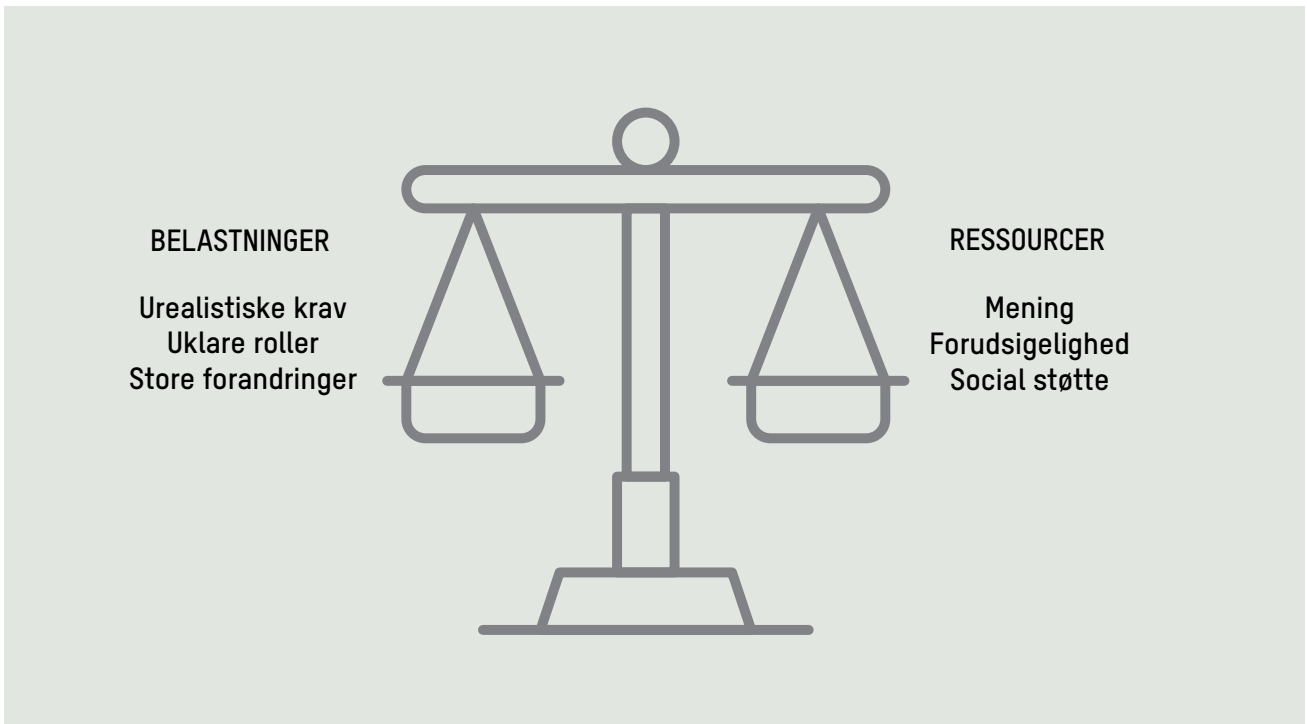 BELASTNINGER
Urealistiske krav
Uklare roller
Store forandringer
RESSOURCER
Mening
Forudsigelighed
Social støtte